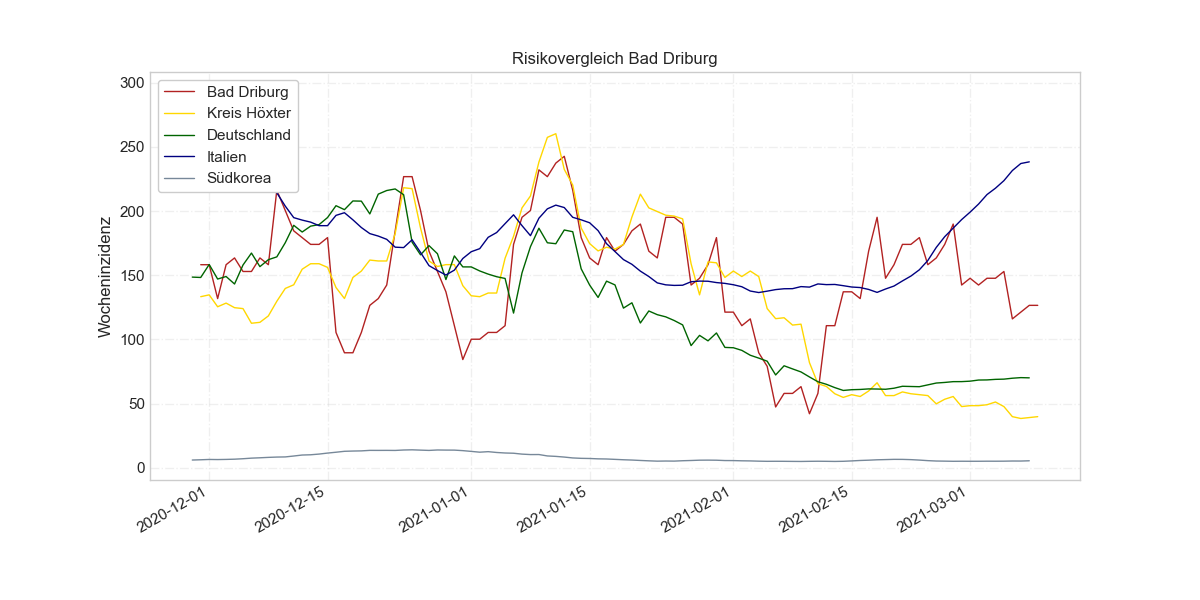 Risikovergleich Bad Driburg
300
250
200
150
100
50
0
Wocheninzidenz
Bad Driburg
Kreis Höxter
Deutschland
Italien
Südkorea
2020-12-01
2020-12-15
2021-01-01
2021-01-15
2021-02-01
2021-02-15
2021-03-01